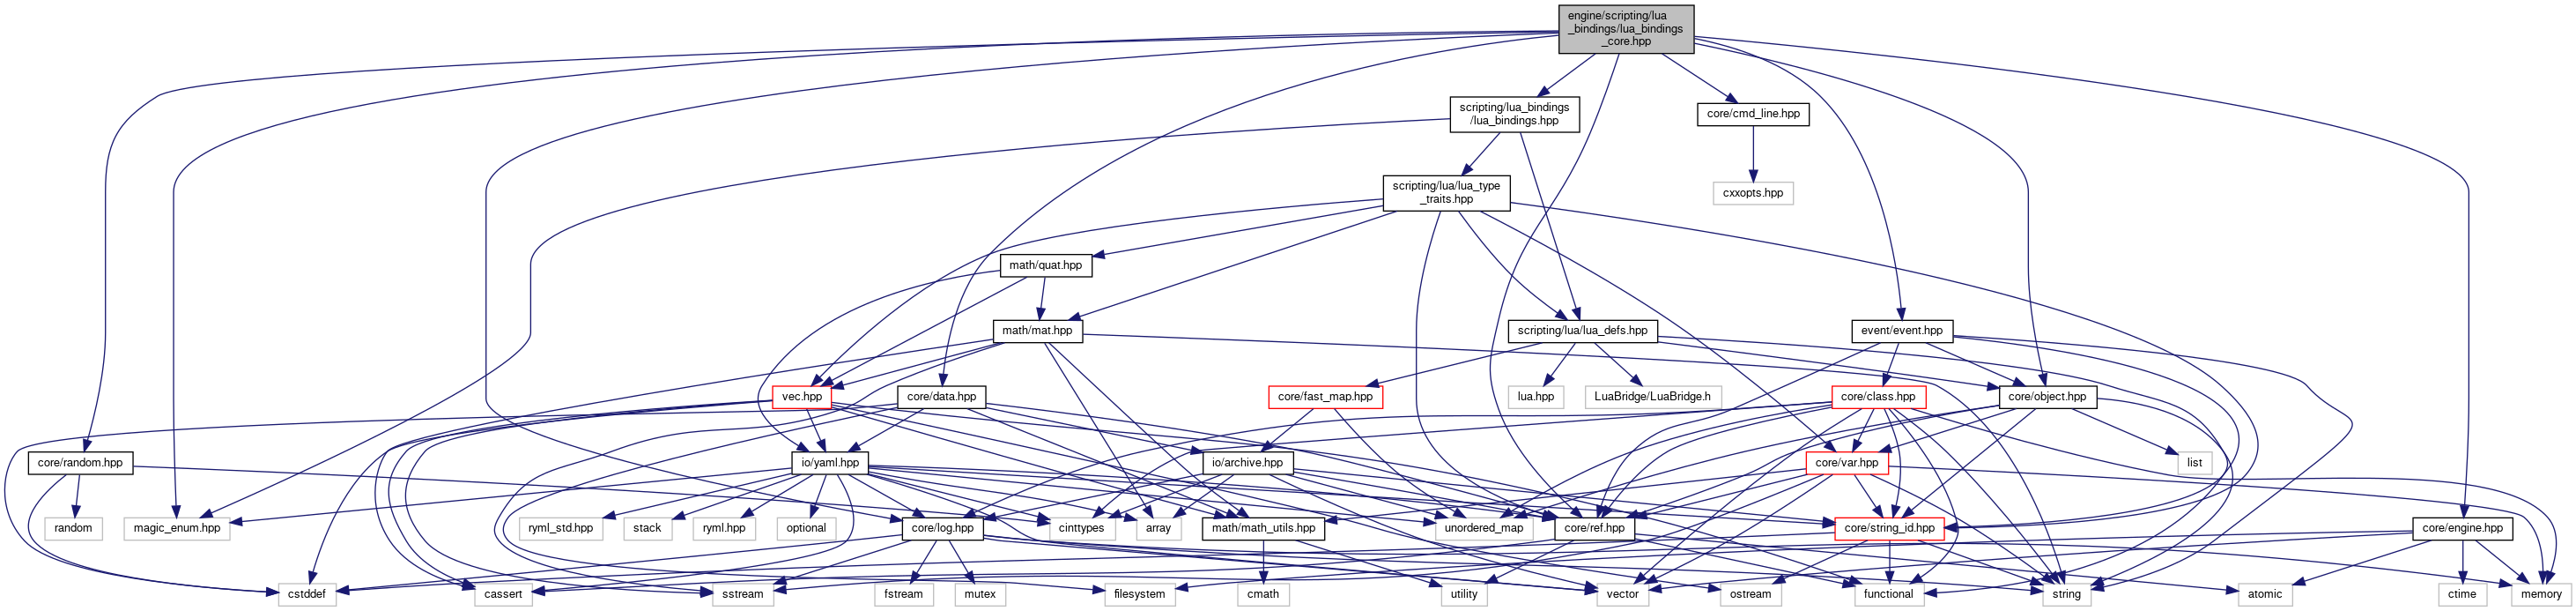 engine/scripting/lua
_bindings/lua_bindings
_core.hpp
scripting/lua_bindings
/lua_bindings.hpp
core/cmd_line.hpp
scripting/lua/lua_type
_traits.hpp
cxxopts.hpp
math/quat.hpp
math/mat.hpp
scripting/lua/lua_defs.hpp
event/event.hpp
vec.hpp
core/data.hpp
core/fast_map.hpp
lua.hpp
LuaBridge/LuaBridge.h
core/class.hpp
core/object.hpp
core/random.hpp
io/yaml.hpp
io/archive.hpp
core/var.hpp
list
random
magic_enum.hpp
ryml_std.hpp
stack
ryml.hpp
optional
core/log.hpp
cinttypes
array
math/math_utils.hpp
unordered_map
core/ref.hpp
core/string_id.hpp
core/engine.hpp
cstddef
cassert
sstream
fstream
mutex
filesystem
cmath
utility
vector
ostream
functional
string
atomic
ctime
memory